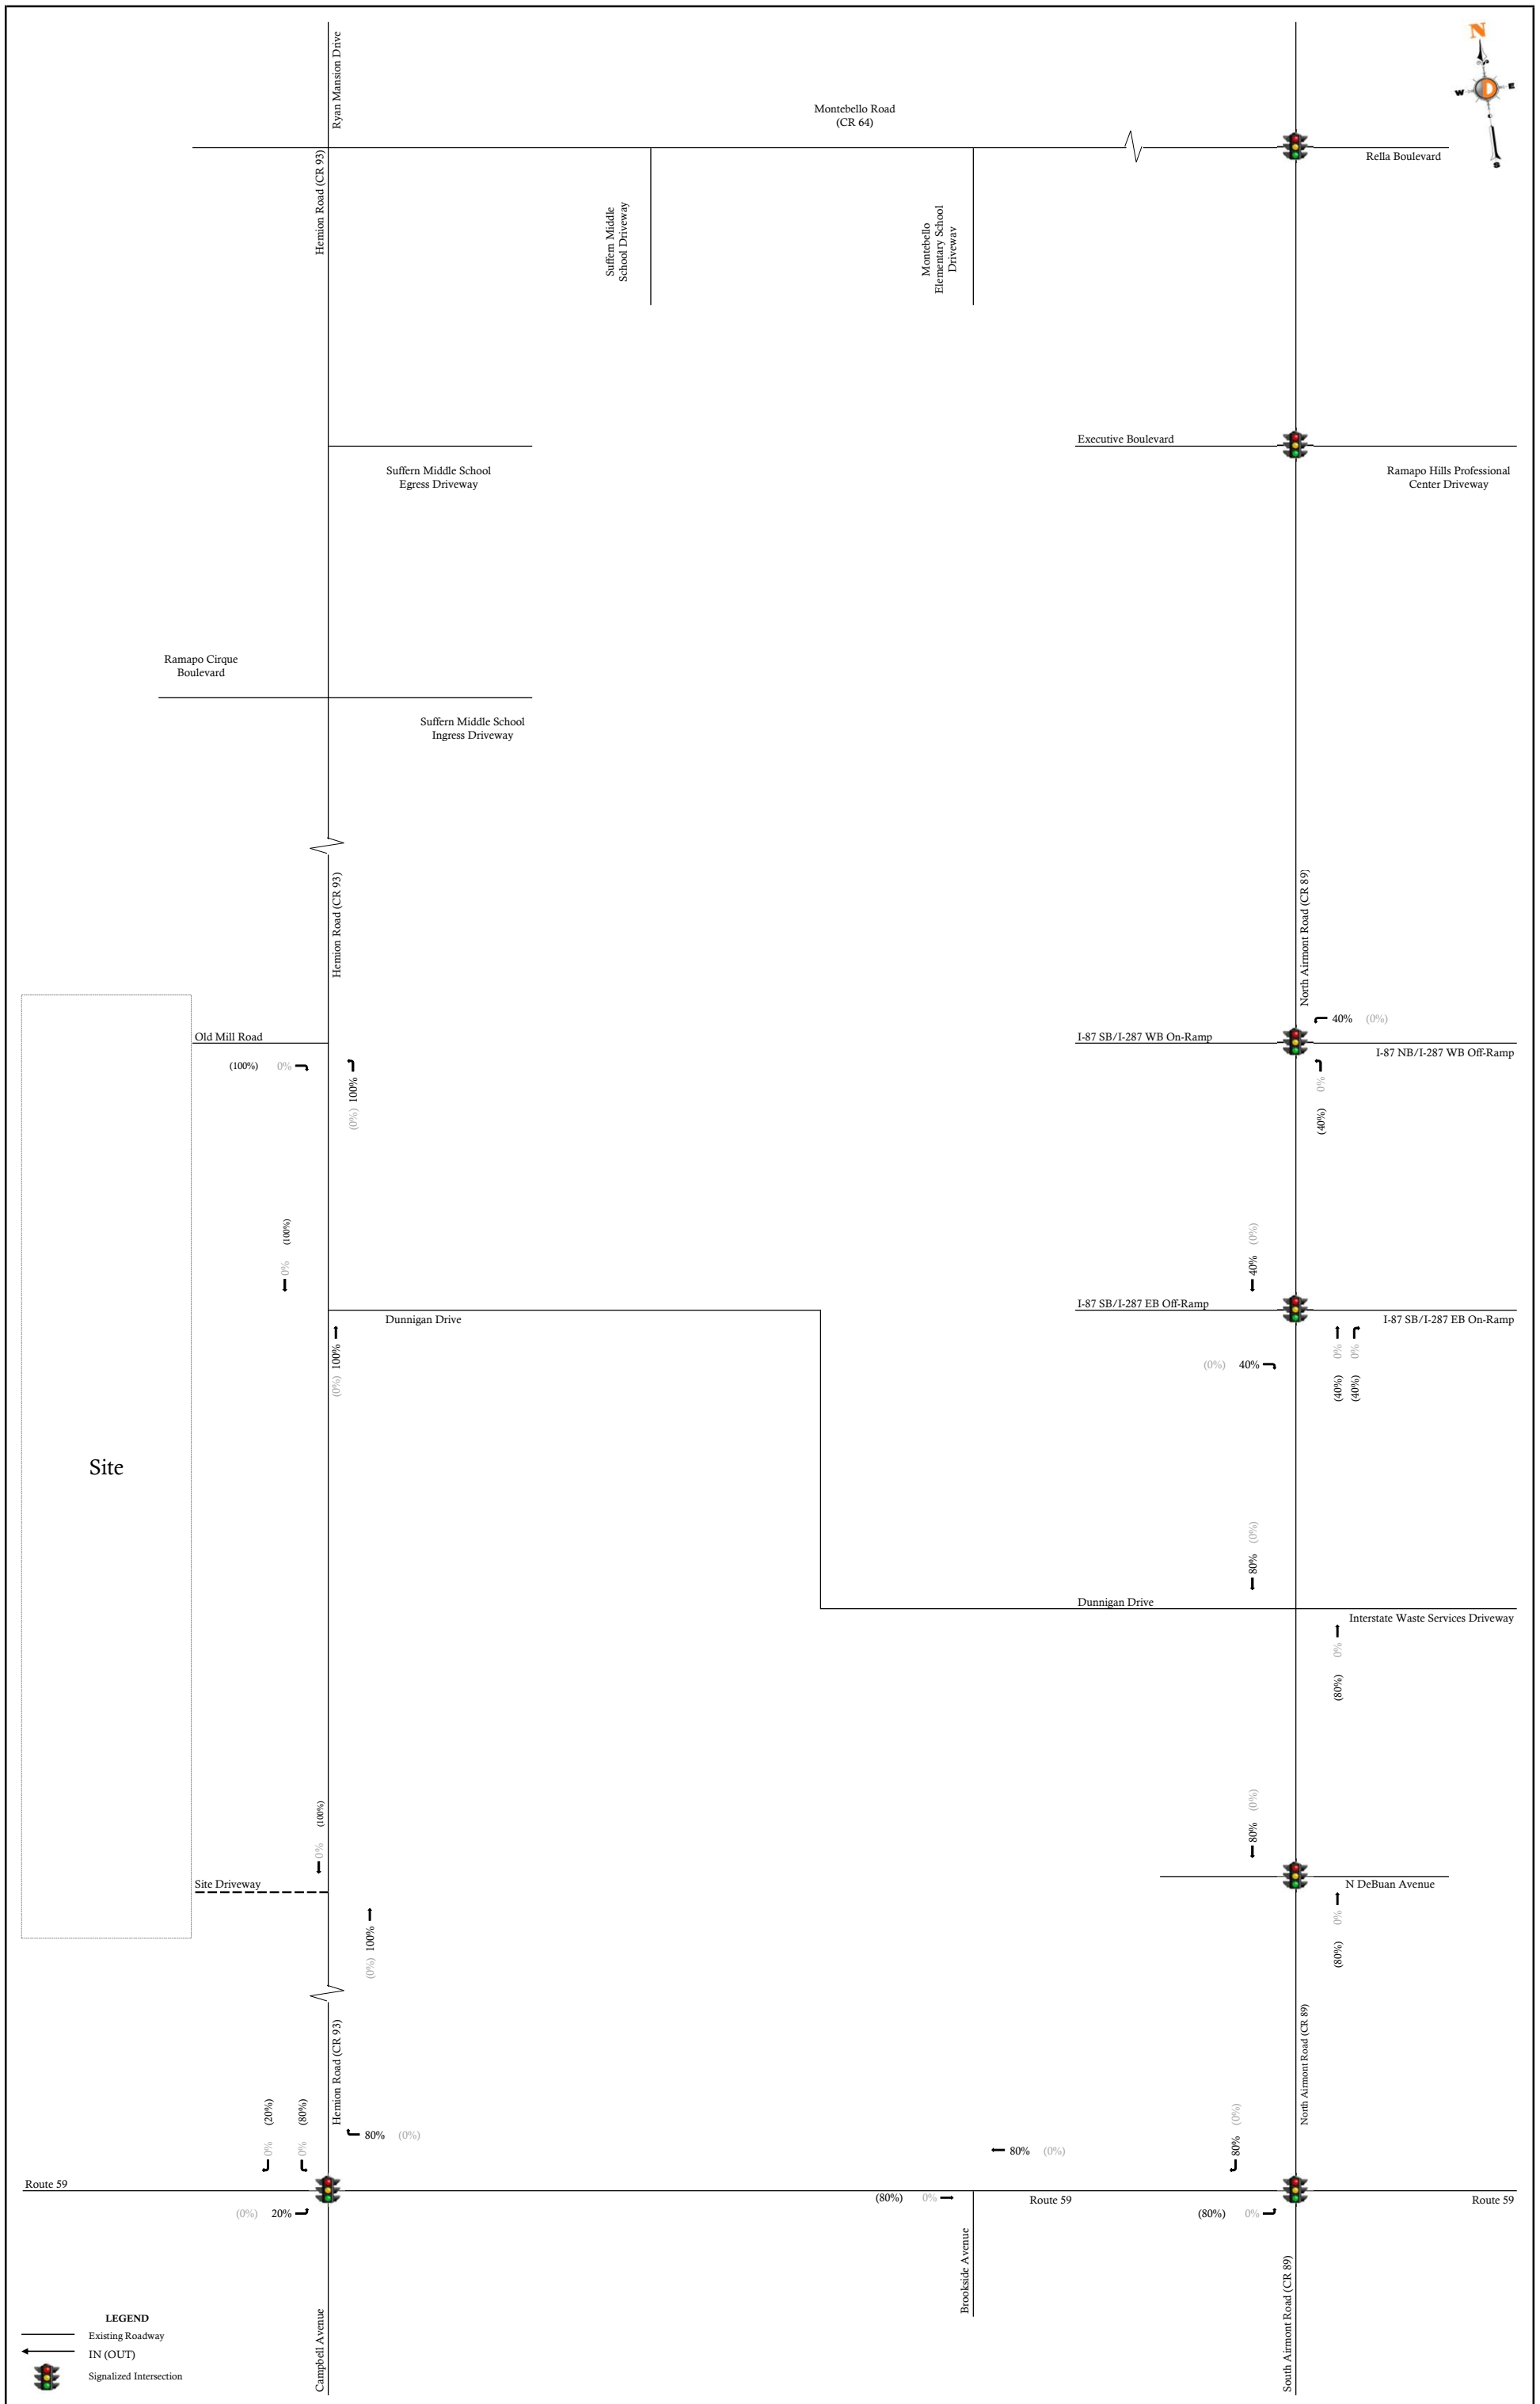 Ryan Mansion Drive
N
W
D
E
S
Montebello Road
(CR 64)
Rella Boulevard
Hemion Road (CR 93)
Suffern Middle
School Driveway
Montebello
Elementary School
Driveway
Executive Boulevard
Suffern Middle School
Egress Driveway
Ramapo Hills Professional
Center Driveway
Ramapo Cirque
Boulevard
Suffern Middle School
Ingress Driveway
Hemion Road (CR 93)
North Airmont Road (CR 89)
40% (0%)
Old Mill Road
I-87 SB/I-287 WB On-Ramp
I-87 NB/I-287 WB Off-Ramp
(100%) 0%
(0%) 100%
(40%) 0%
0% (100%)
40% (0%)
I-87 SB/I-287 EB Off-Ramp
Dunnigan Drive
I-87 SB/I-287 EB On-Ramp
(0%) 100%
(0%) 40%
(40%) 0%
(40%) 0%
Site
80% (0%)
Dunnigan Drive
Interstate Waste Services Driveway
(80%) 0%
0% (100%)
80% (0%)
Site Driveway
N DeBuan Avenue
(0%) 100%
(80%) 0%
Hemion Road (CR 93)
North Airmont Road (CR 89)
0% (20%)
0% (80%)
80% (0%)
80% (0%)
80% (0%)
Route 59
(80%) 0%
Route 59
Route 59
(0%) 20%
(80%) 0%
Brookside Avenue
Campbell Avenue
South Airmont Road (CR 89)
LEGEND
Existing Roadway
IN (OUT)
Signalized Intersection